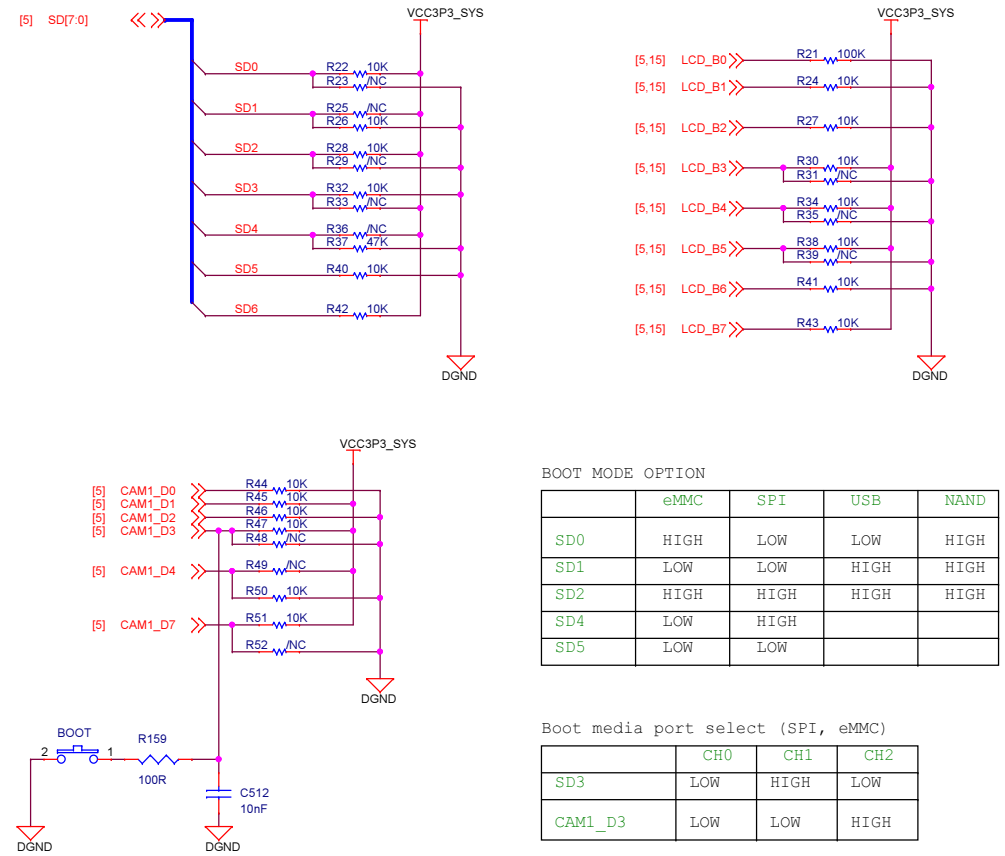 [5] SD[7:0]
VCC3P3_SYS
SD0 R22 10K
R23 /NC
SD1 R25 /NC
R26 10K
SD2 R28 10K
R29 /NC
SD3 R32 10K
R33 /NC
SD4 R36 /NC
R37 47K
SD5 R40 10K
SD6 R42 10K
DGND
VCC3P3_SYS
[5,15] LCD_B0 R21 100K
[5,15] LCD_B1 R24 10K
[5,15] LCD_B2 R27 10K
[5,15] LCD_B3 R30 10K
R31 /NC
[5,15] LCD_B4 R34 10K
R35 /NC
[5,15] LCD_B5 R38 10K
R39 /NC
[5,15] LCD_B6 R41 10K
[5,15] LCD_B7 R43 10K
DGND
VCC3P3_SYS
[5] CAM1_D0 R44 10K
[5] CAM1_D1 R45 10K
[5] CAM1_D2 R46 10K
[5] CAM1_D3 R47 10K
R48 /NC
[5] CAM1_D4 R49 /NC
R50 10K
[5] CAM1_D7 R51 10K
R52 /NC
DGND
BOOT
2 1
R159
100R
C512
10nF
DGND
DGND
BOOT MODE OPTION
eMMC SPI USB NAND
SD0 HIGH LOW LOW HIGH
SD1 LOW LOW HIGH HIGH
SD2 HIGH HIGH HIGH HIGH
SD4 LOW HIGH
SD5 LOW LOW
Boot media port select (SPI, eMMC)
CH0 CH1 CH2
SD3 LOW HIGH LOW
CAM1_D3 LOW LOW HIGH